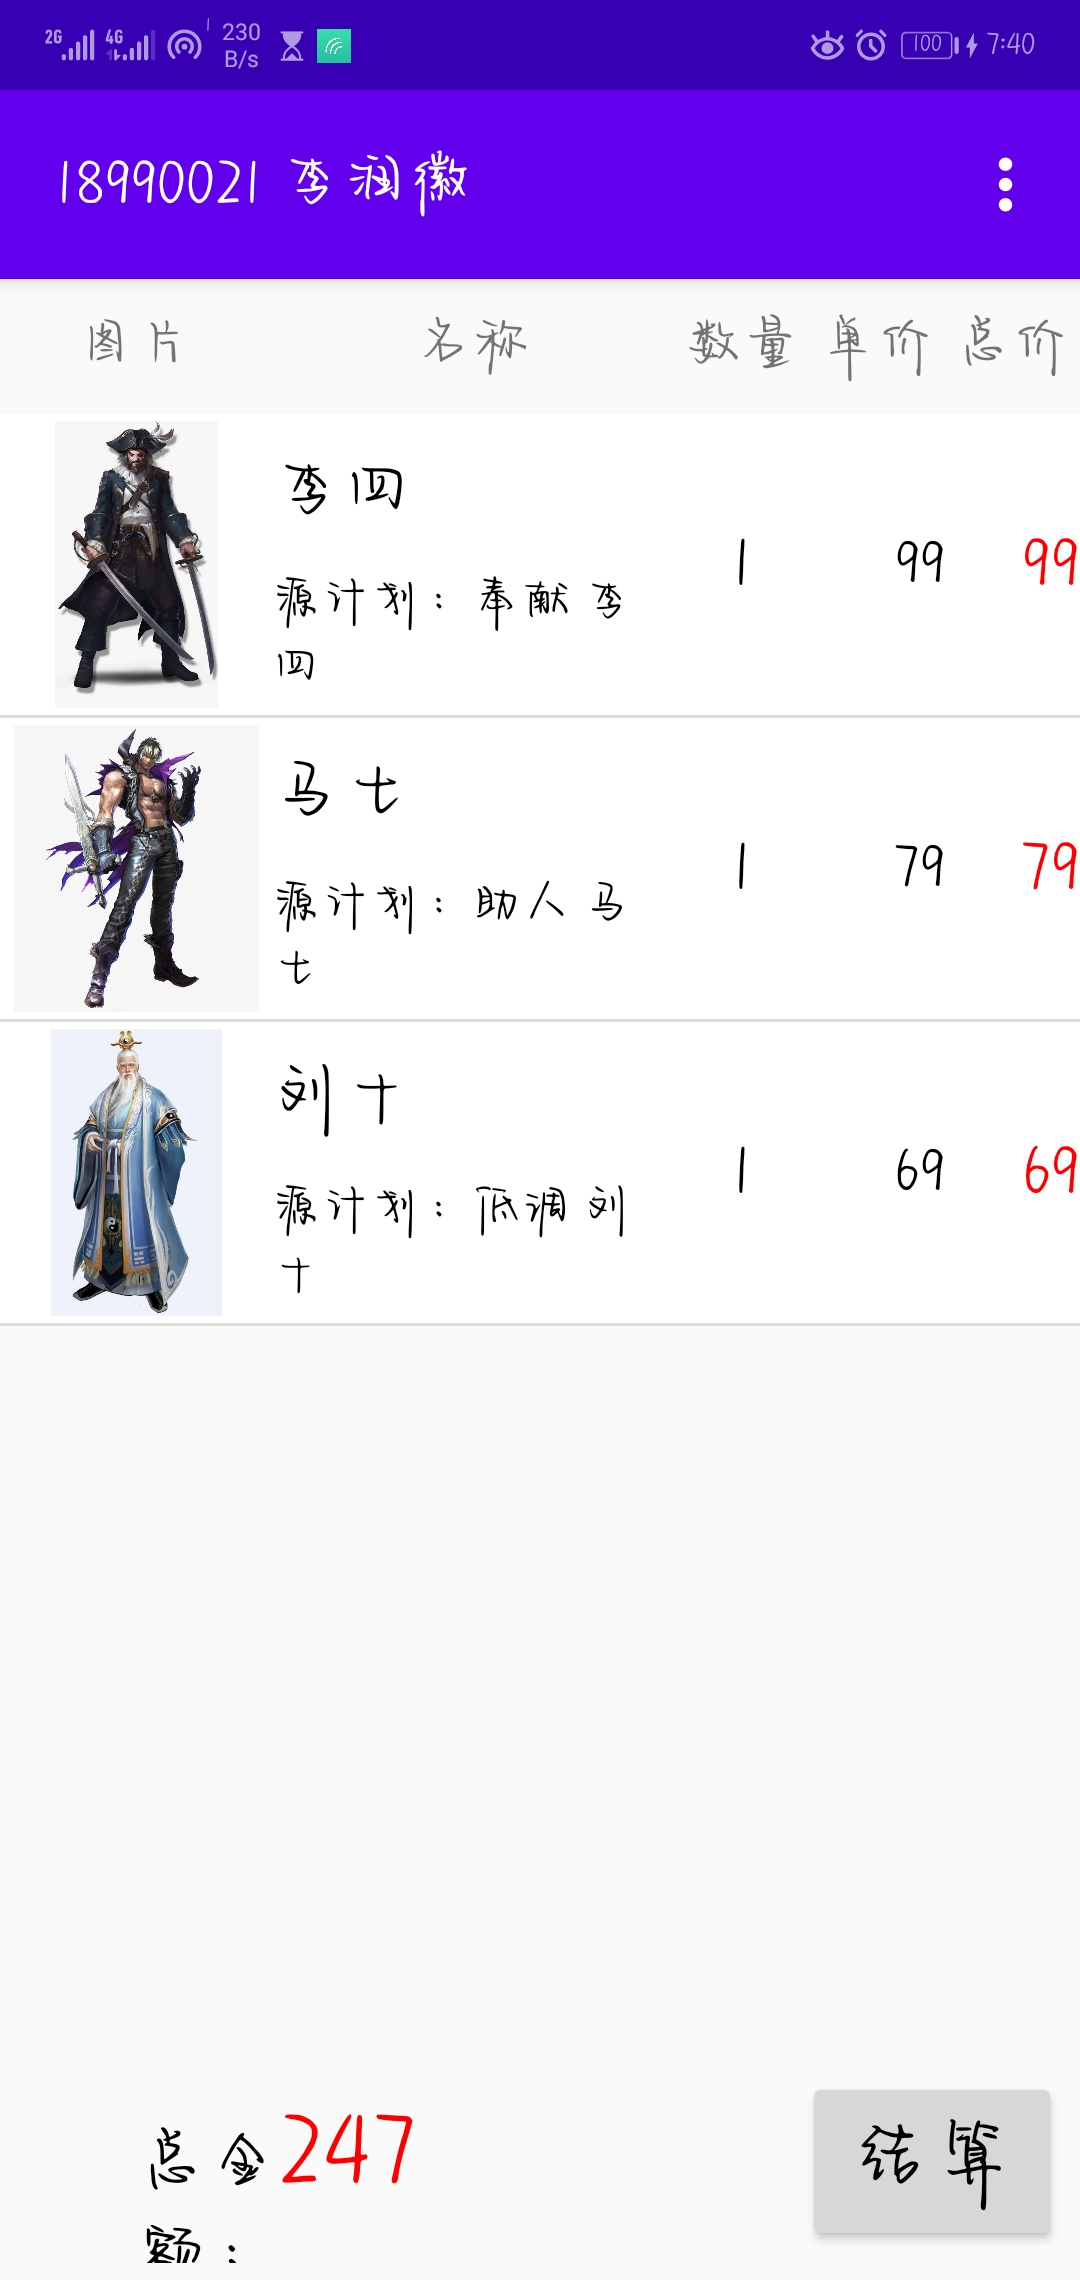 2G 4G 230 B/s 100 7:40
18990021 李润徽
图片 名称 数量 单价 总价
李四
1 99 99
源计划：奉献 李
四
马七
1 79 79
源计划：助人 马
七
刘十
1 69 69
源计划：低调 刘
十
总金247
额：
结算